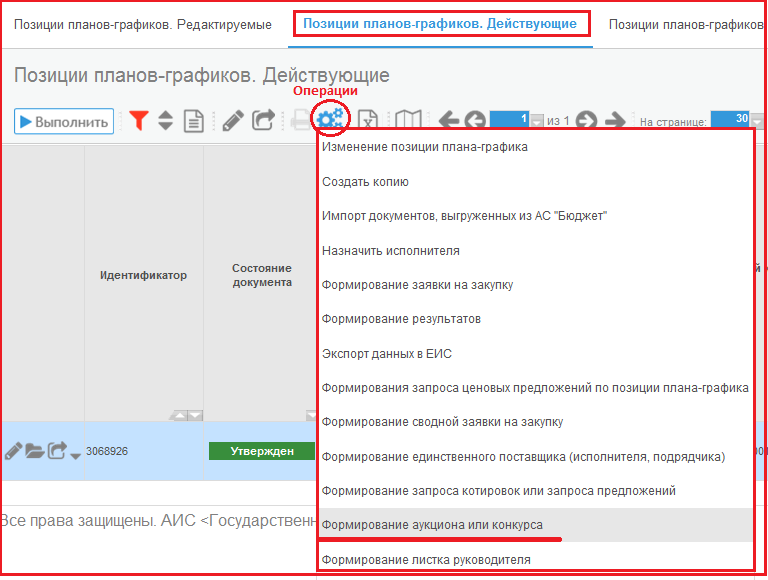 Позиции планов-графиков. Редактируемые
Позиции планов-графиков. Действующие
Позиции планов-графиков
Позиции планов-графиков. Действующие
Операции
Выполнить
1
из 1
На странице:
30
Изменение позиции плана-графика
Создать копию
Импорт документов, выгруженных из АС "Бюджет"
Назначить исполнителя
Идентификатор
Состояние
документа
Формирование заявки на закупку
Формирование результатов
Экспорт данных в ЕИС
Формирования запроса ценовых предложений по позиции плана-графика
Формирование сводной заявки на закупку
3068926
Утвержден
Формирование единственного поставщика (исполнителя, подрядчика)
Формирование запроса котировок или запроса предложений
Все права защищены. АИС <Государственн
Формирование аукциона или конкурса
Формирование листка руководителя